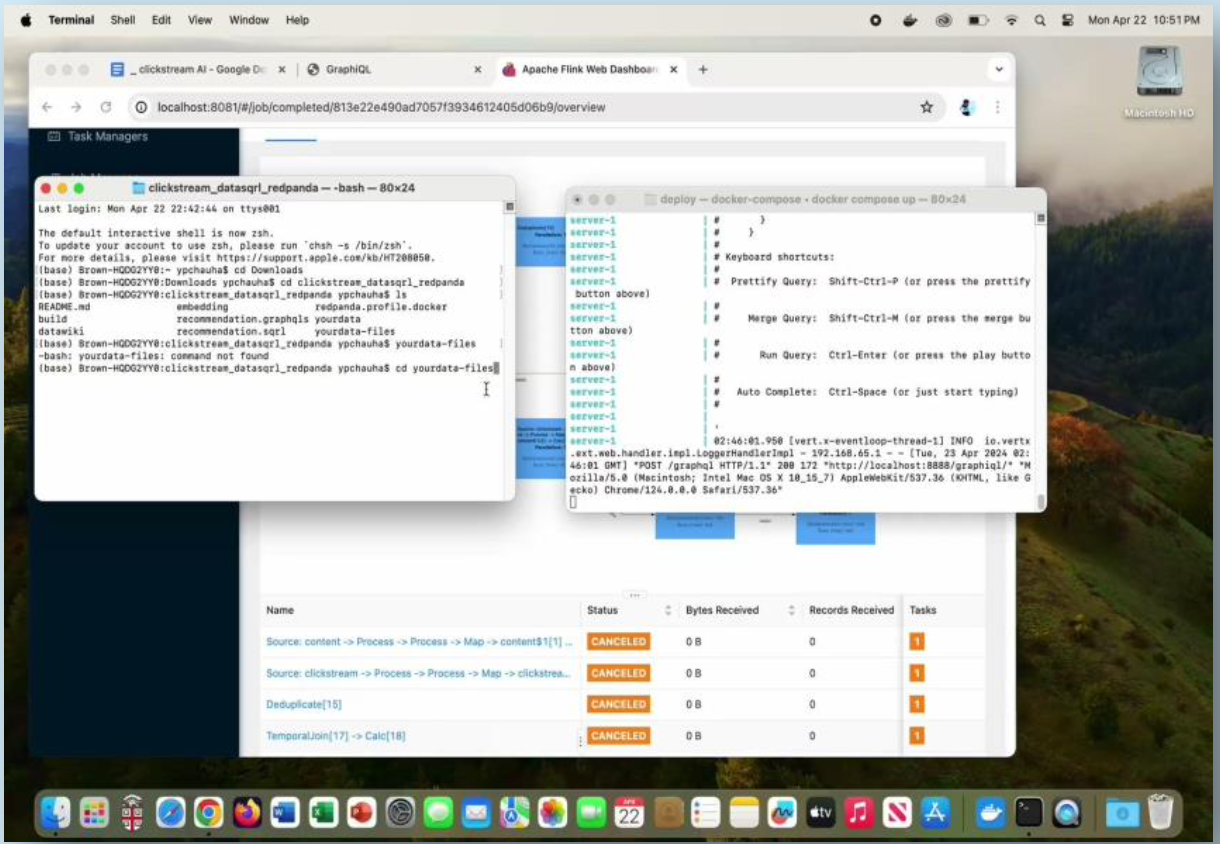 Terminal Shell Edit View Window Help
Mon Apr 22 10:51 PM
_ clickstream AI - Google Do
GraphiQL
Apache Flink Web Dashboar
localhost:8081/#/job/completed/813e22e490ad7057f3934612405d06b9/overview
Macintosh HD
Task Managers
clickstream_datasqrl_redpanda — -bash — 80×24
Last login: Mon Apr 22 22:42:44 on ttys001
The default interactive shell is now zsh.
To update your account to use zsh, please run `chsh -s /bin/zsh`.
For more details, please visit https://support.apple.com/kb/HT208050.
(base) Brown-HQDG2YY0:~ ypchauha$ cd Downloads
(base) Brown-HQDG2YY0:Downloads ypchauha$ cd clickstream_datasqrl_redpanda
(base) Brown-HQDG2YY0:clickstream_datasqrl_redpanda ypchauha$ ls
README.md embedding redpanda.profile.docker
build recommendation.graphqls yourdata
datawiki recommendation.sqrl yourdata-files
(base) Brown-HQDG2YY0:clickstream_datasqrl_redpanda ypchauha$ yourdata-files
-bash: yourdata-files: command not found
(base) Brown-HQDG2YY0:clickstream_datasqrl_redpanda ypchauha$ cd yourdata-files
deploy — docker-compose • docker compose up — 80×24
server-1 | # }
server-1 | # }
server-1 | #
server-1 | # Keyboard shortcuts:
server-1 | #
server-1 | # Prettify Query: Shift-Ctrl-P (or press the prettify
button above)
server-1 | #
server-1 | # Merge Query: Shift-Ctrl-M (or press the merge bu
tton above)
server-1 | #
server-1 | # Run Query: Ctrl-Enter (or press the play butto
n above)
server-1 | #
server-1 | # Auto Complete: Ctrl-Space (or just start typing)
server-1 | #
server-1 |
server-1 | '
server-1 | 02:46:01.950 [vert.x-eventloop-thread-1] INFO io.vertx
.ext.web.handler.impl.LoggerHandlerImpl - 192.168.65.1 - - [Tue, 23 Apr 2024 02:
46:01 GMT] "POST /graphql HTTP/1.1" 200 172 "http://localhost:8888/graphiql/" "M
ozilla/5.0 (Macintosh; Intel Mac OS X 10_15_7) AppleWebKit/537.36 (KHTML, like G
ecko) Chrome/124.0.0.0 Safari/537.36"
Name Status Bytes Received Records Received Tasks
Source: content -> Process -> Process -> Map -> content$1[1] ... CANCELED 0 B 0 1
Source: clickstream -> Process -> Process -> Map -> clickstrea... CANCELED 0 B 0 1
Deduplicate[15] CANCELED 0 B 0 1
TemporalJoin[17] -> Calc[18] CANCELED 0 B 0 1
APR
22
tv